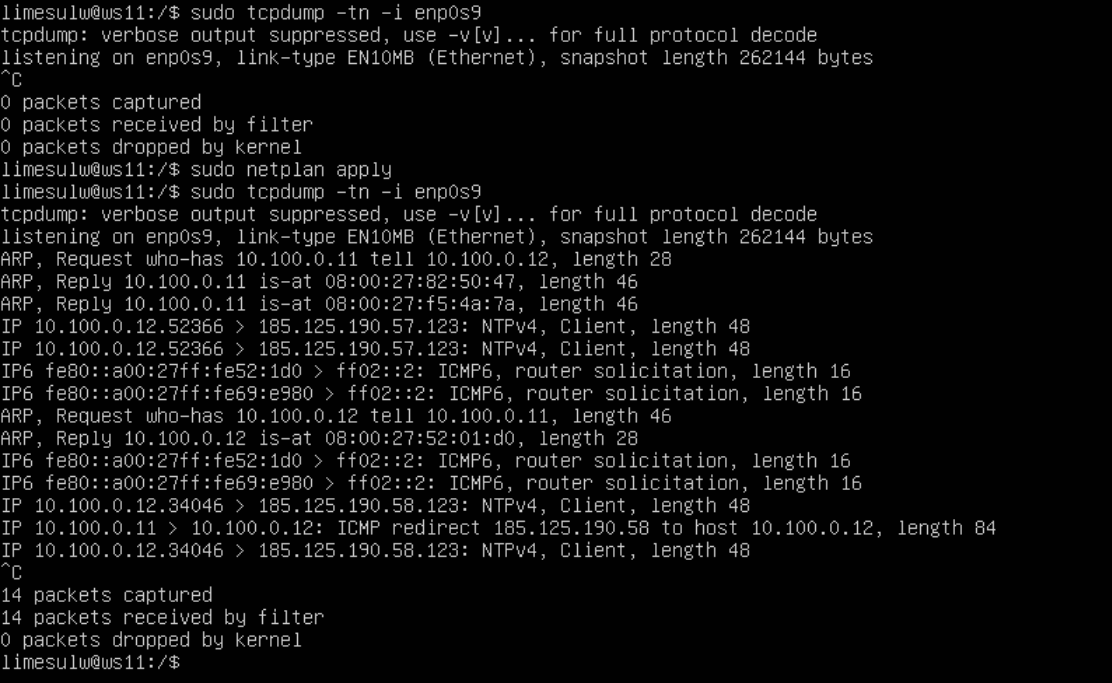 limesulw@ws11:/$ sudo tcpdump -tn -i enp0s9
tcpdump: verbose output suppressed, use -v[v]... for full protocol decode
listening on enp0s9, link-type EN10MB (Ethernet), snapshot length 262144 bytes
^C
0 packets captured
0 packets received by filter
0 packets dropped by kernel
limesulw@ws11:/$ sudo netplan apply
limesulw@ws11:/$ sudo tcpdump -tn -i enp0s9
tcpdump: verbose output suppressed, use -v[v]... for full protocol decode
listening on enp0s9, link-type EN10MB (Ethernet), snapshot length 262144 bytes
ARP, Request who-has 10.100.0.11 tell 10.100.0.12, length 28
ARP, Reply 10.100.0.11 is-at 08:00:27:82:50:47, length 46
ARP, Reply 10.100.0.11 is-at 08:00:27:f5:4a:7a, length 46
IP 10.100.0.12.52366 > 185.125.190.57.123: NTPv4, Client, length 48
IP 10.100.0.12.52366 > 185.125.190.57.123: NTPv4, Client, length 48
IP6 fe80::a00:27ff:fe52:1d0 > ff02::2: ICMP6, router solicitation, length 16
IP6 fe80::a00:27ff:fe69:e980 > ff02::2: ICMP6, router solicitation, length 16
ARP, Request who-has 10.100.0.12 tell 10.100.0.11, length 46
ARP, Reply 10.100.0.12 is-at 08:00:27:52:01:d0, length 28
IP6 fe80::a00:27ff:fe52:1d0 > ff02::2: ICMP6, router solicitation, length 16
IP6 fe80::a00:27ff:fe69:e980 > ff02::2: ICMP6, router solicitation, length 16
IP 10.100.0.12.34046 > 185.125.190.58.123: NTPv4, Client, length 48
IP 10.100.0.11 > 10.100.0.12: ICMP redirect 185.125.190.58 to host 10.100.0.12, length 84
IP 10.100.0.12.34046 > 185.125.190.58.123: NTPv4, Client, length 48
^C
14 packets captured
14 packets received by filter
0 packets dropped by kernel
limesulw@ws11:/$